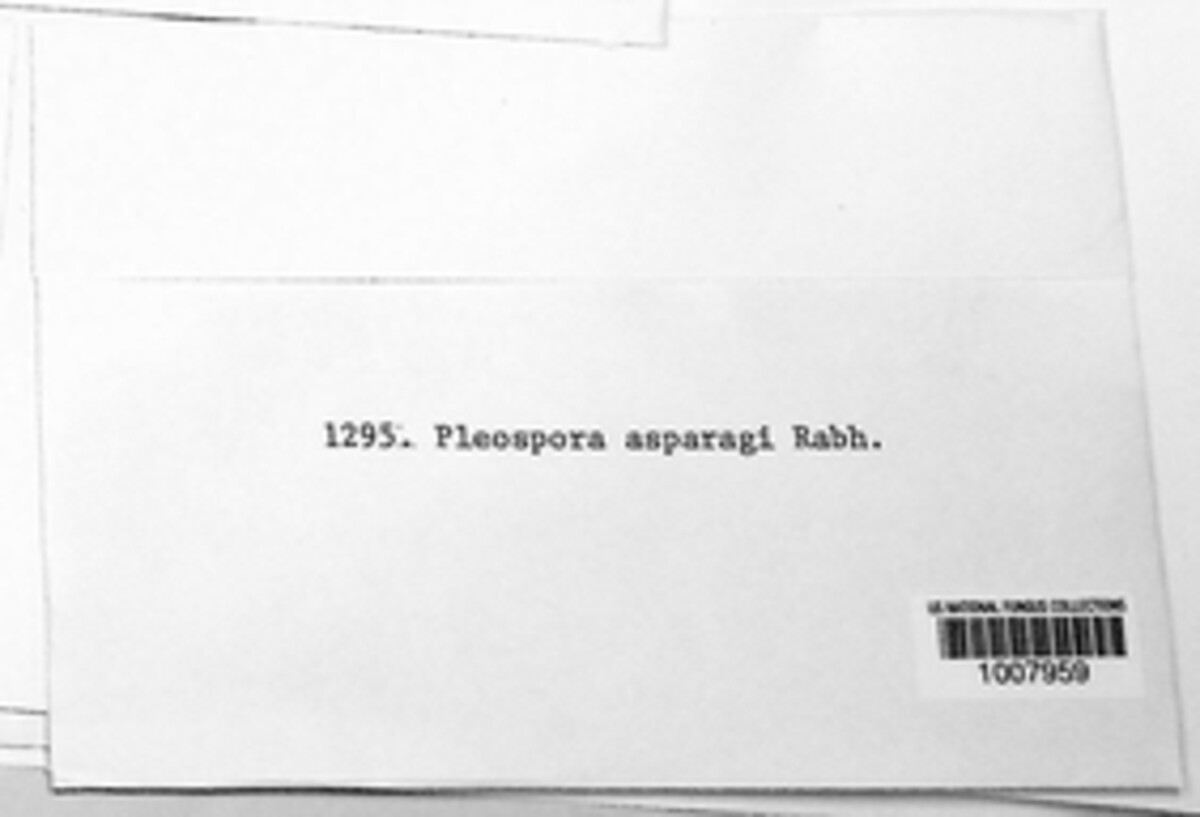 1295. Pleospora asparagi Rabh.
US NATIONAL FUNGUS COLLECTIONS
1007959